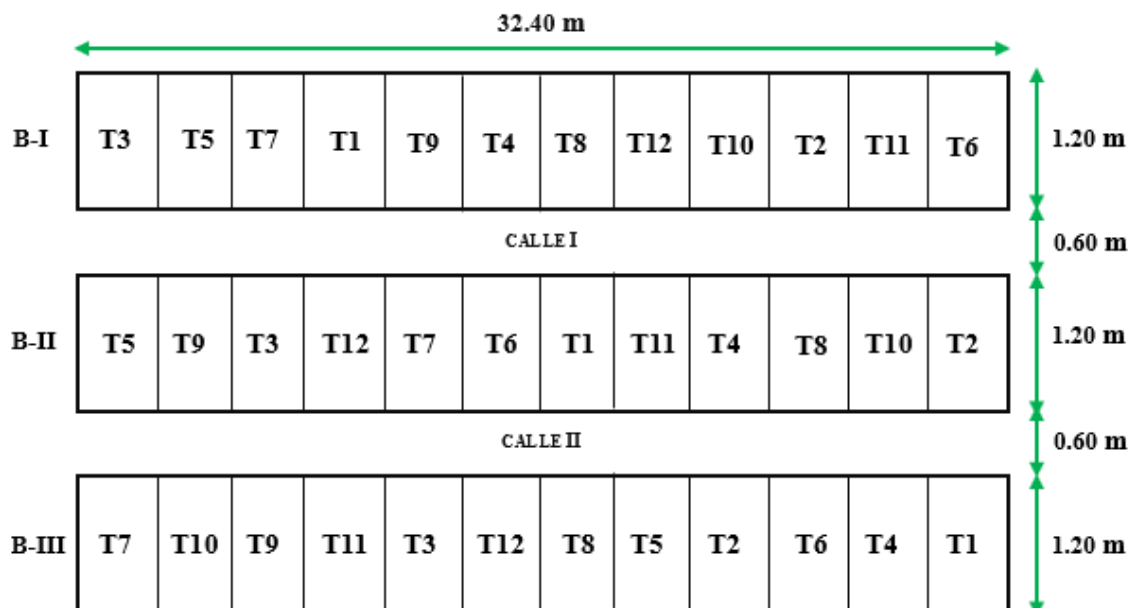 32.40 m
B-I T3 T5 T7 T1 T9 T4 T8 T12 T10 T2 T11 T6 1.20 m
CALLE I 0.60 m
B-II T5 T9 T3 T12 T7 T6 T1 T11 T4 T8 T10 T2 1.20 m
CALLE II 0.60 m
B-III T7 T10 T9 T11 T3 T12 T8 T5 T2 T6 T4 T1 1.20 m